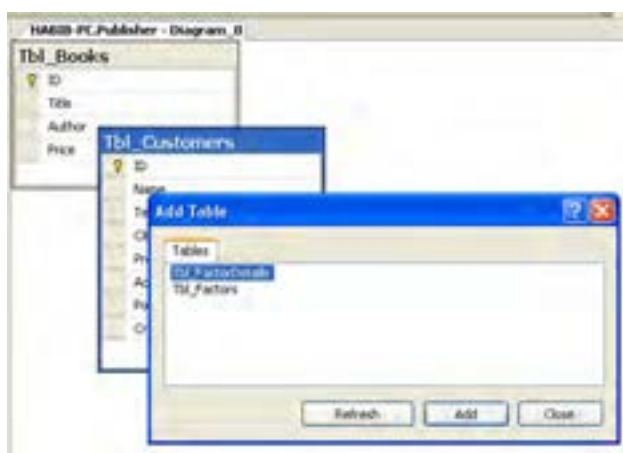 HABIB-PC.Publisher - Diagram_0
Tbl_Books
ID
Title
Author
Price
Tbl_Customers
ID
Name
Add Table
Tables
Tbl_FactorDetails
Tbl_Factors
Refresh
Add
Close